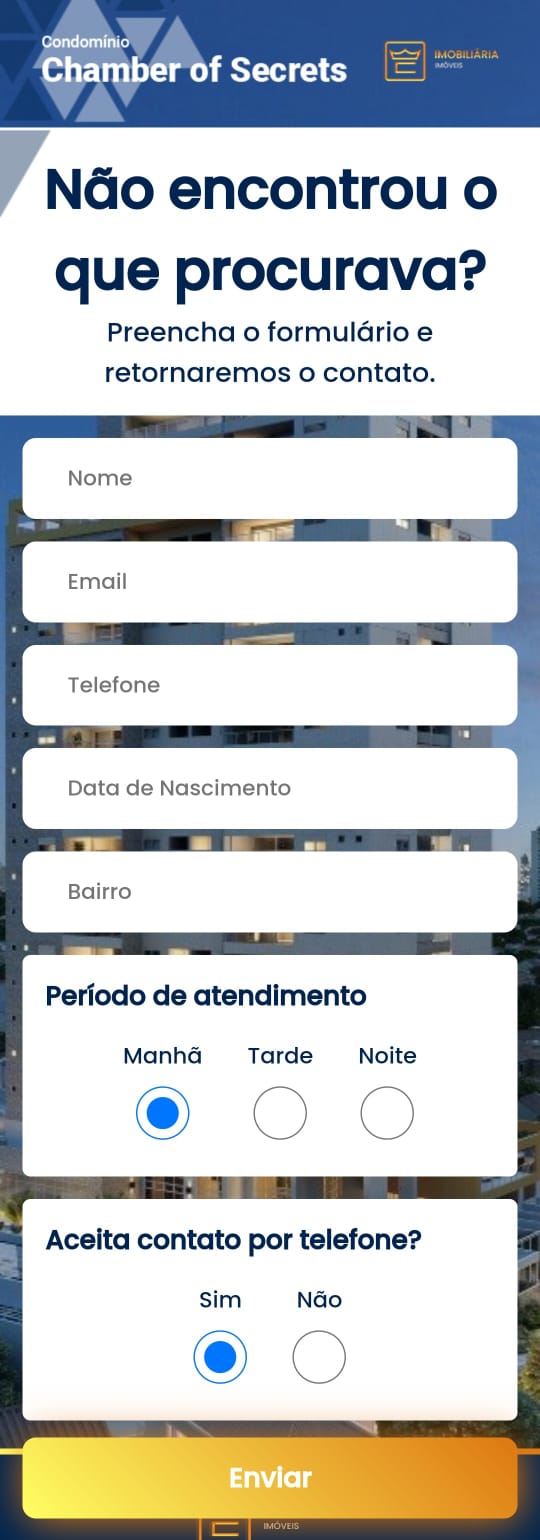 Condomínio
Chamber of Secrets
IMOBILIÁRIA
IMÓVEIS
Não encontrou o
que procurava?
Preencha o formulário e
retornaremos o contato.
Nome
Email
Telefone
Data de Nascimento
Bairro
Período de atendimento
Manhã Tarde Noite
Aceita contato por telefone?
Sim Não
Enviar
IMÓVEIS